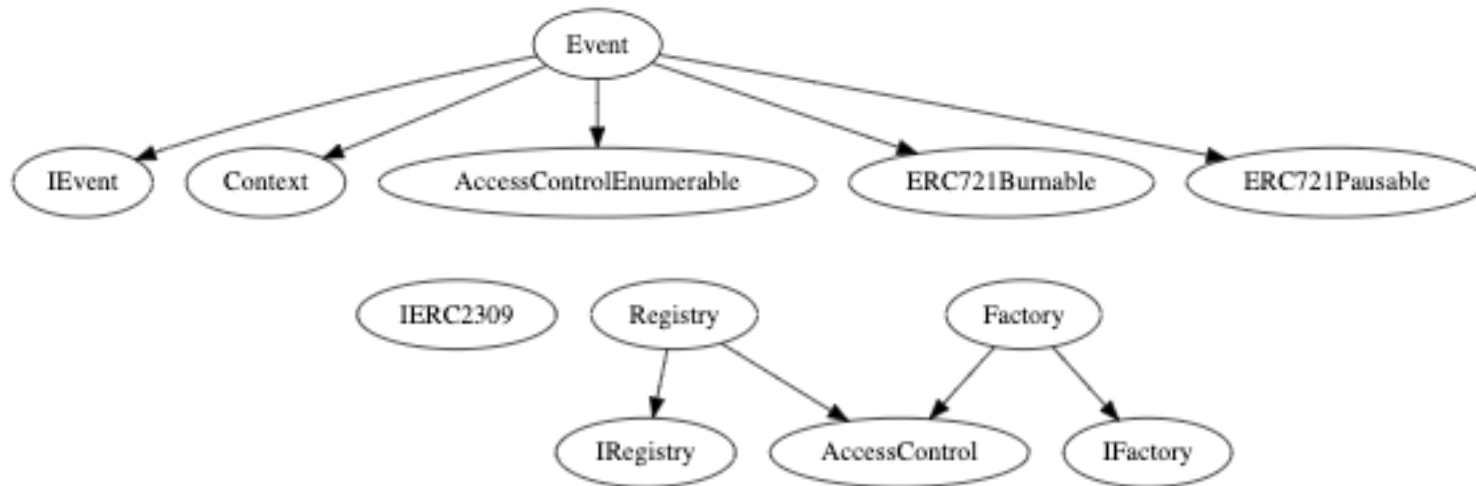 Event
IEvent
Context
AccessControlEnumerable
ERC721Burnable
ERC721Pausable
IERC2309
Registry
Factory
IRegistry
AccessControl
IFactory